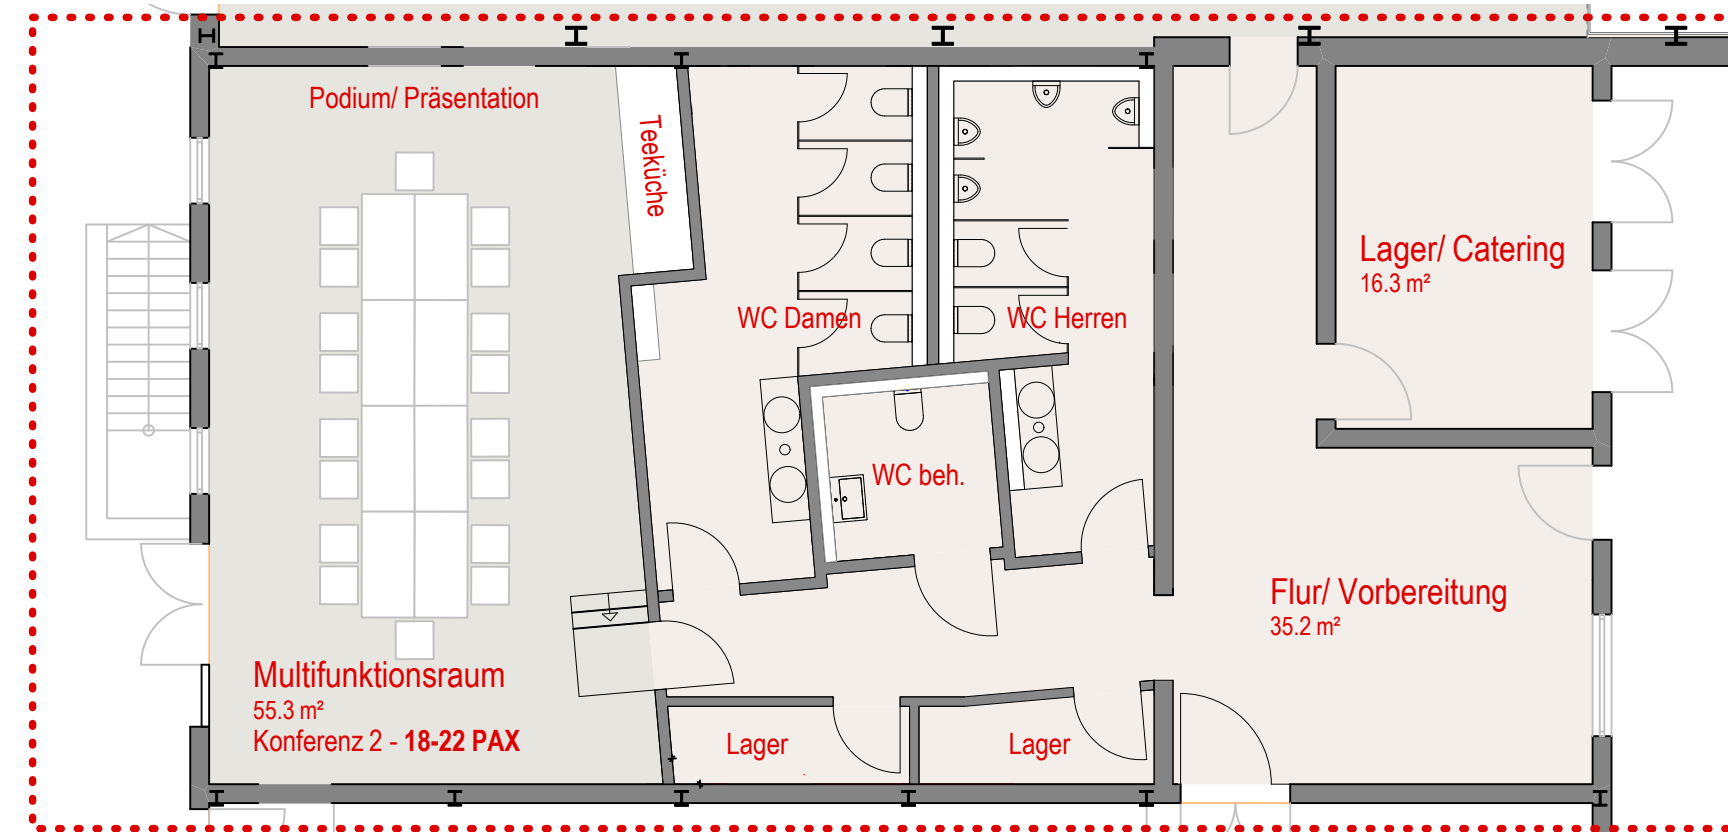 Podium/ Präsentation
Teeküche
Lager/ Catering
16.3 m²
WC Damen
WC Herren
WC beh.
Flur/ Vorbereitung
35.2 m²
Multifunktionsraum
55.3 m²
Konferenz 2 - 18-22 PAX
Lager
Lager